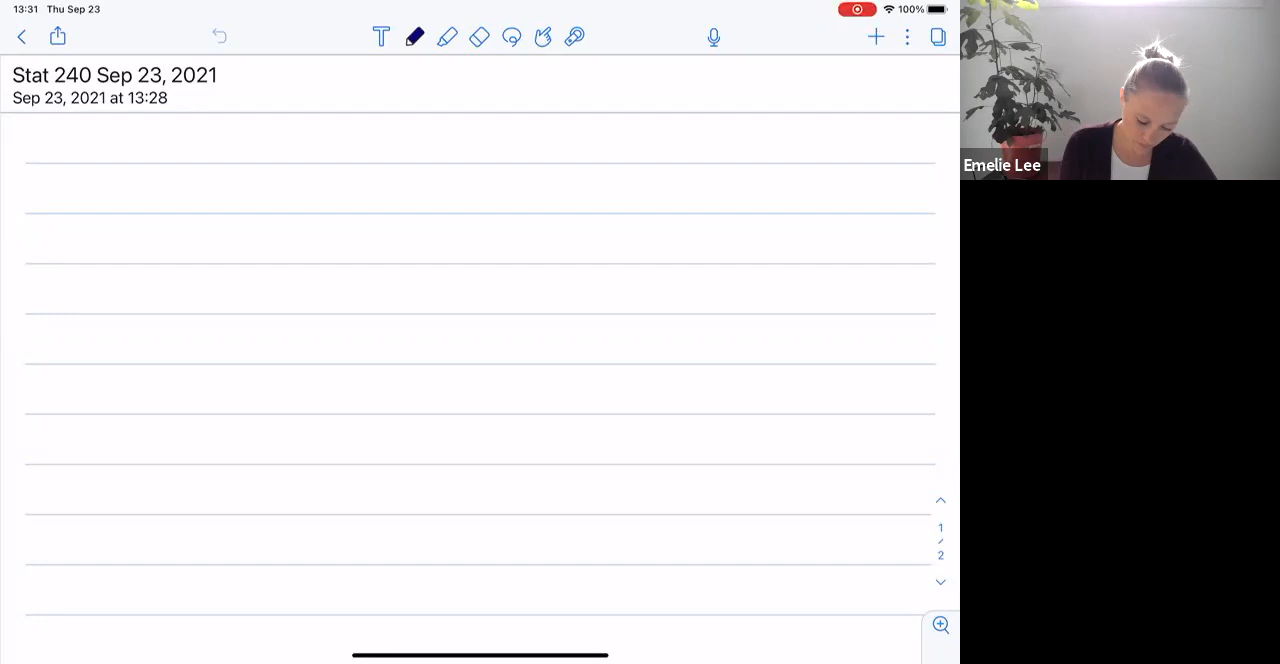 13:31 Thu Sep 23
100%
T
Stat 240 Sep 23, 2021
Sep 23, 2021 at 13:28
Emelie Lee
1
/
2